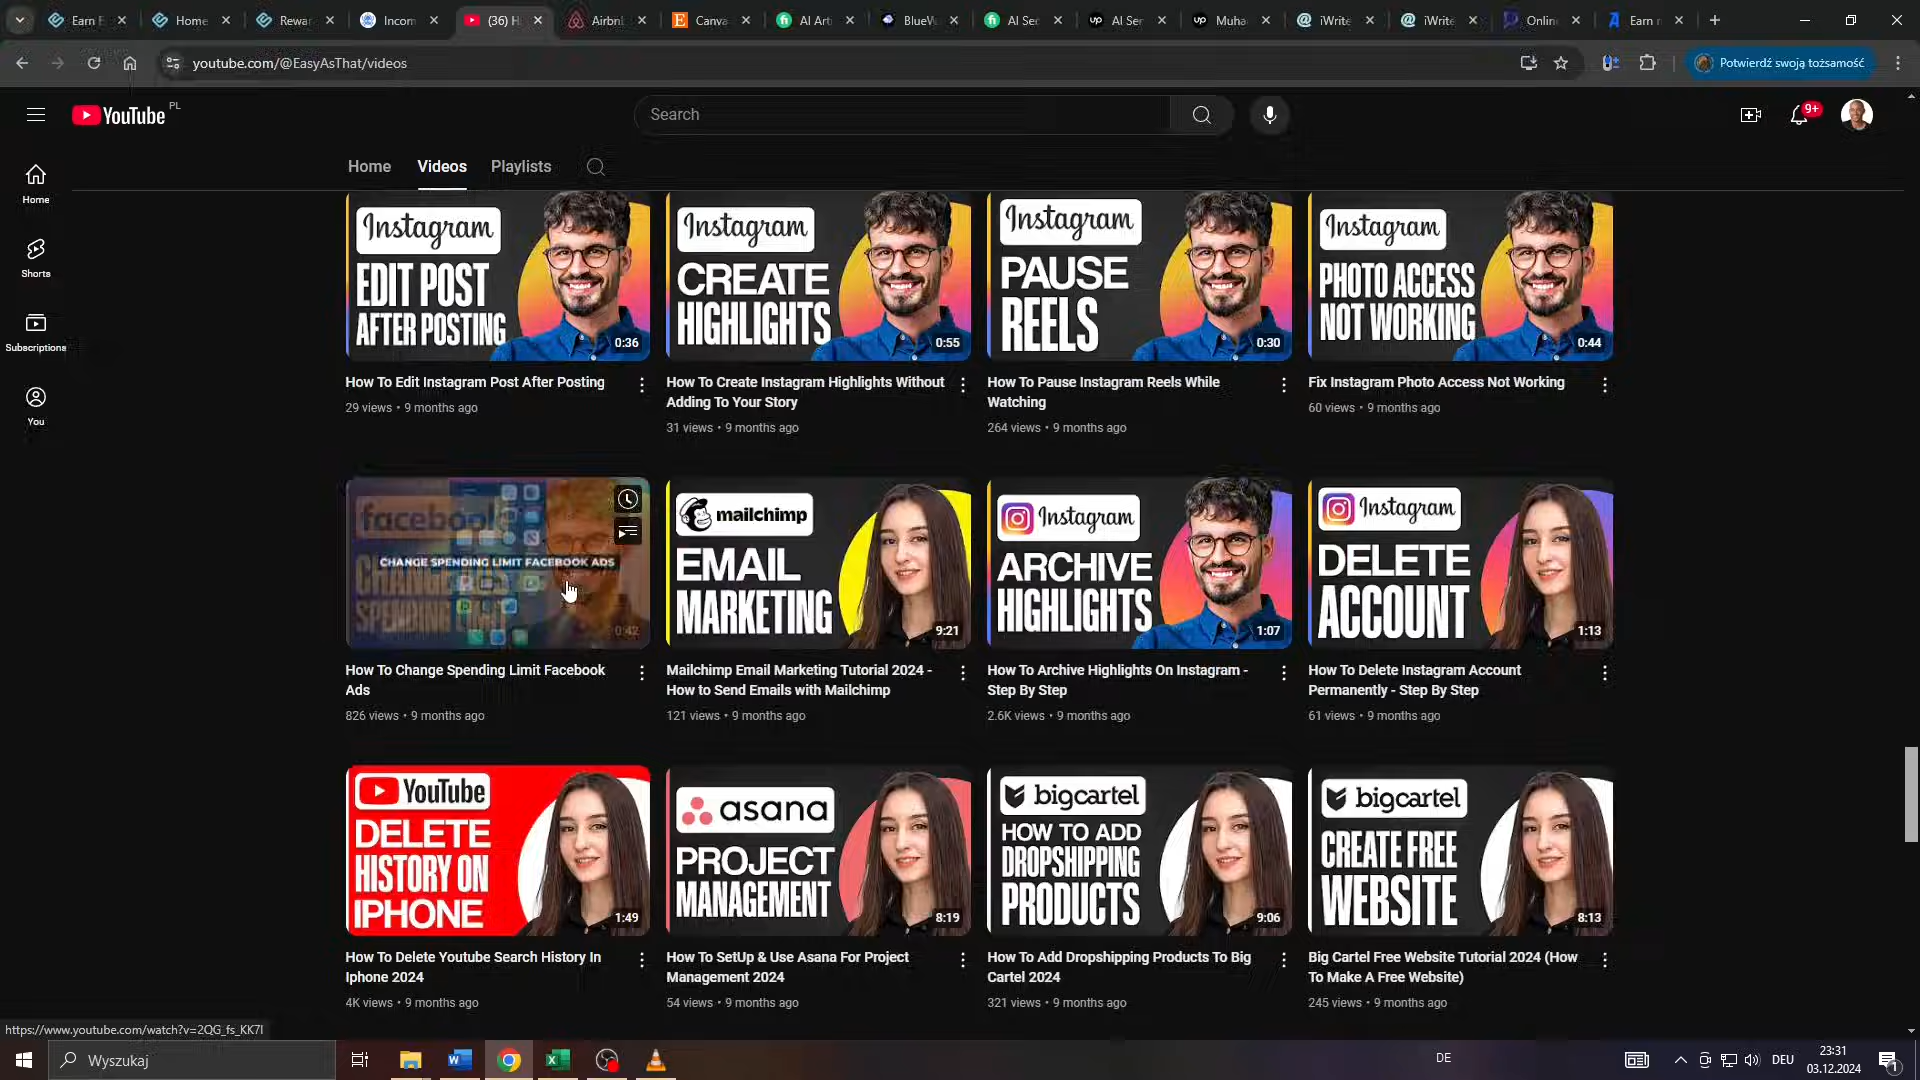 Earn E
Home
Rewa
Incom
(36) H
Airbnb
Canva
AI Art
BlueW
AI Sec
AI Ser
Muha
iWrite
iWrite
Online
Earn r
youtube.com/@EasyAsThat/videos
Potwierdź swoją tożsamość
YouTube PL
Search
9+
Home
Videos
Playlists
Home
Shorts
Subscriptions
You
Instagram
EDIT POST
AFTER POSTING
0:36
Instagram
CREATE
HIGHLIGHTS
0:55
Instagram
PAUSE
REELS
0:30
Instagram
PHOTO ACCESS
NOT WORKING
0:44
How To Edit Instagram Post After Posting
29 views • 9 months ago
How To Create Instagram Highlights Without
Adding To Your Story
31 views • 9 months ago
How To Pause Instagram Reels While
Watching
264 views • 9 months ago
Fix Instagram Photo Access Not Working
60 views • 9 months ago
facebook
CHANGE SPENDING LIMIT FACEBOOK ADS
SPENDING
0:42
mailchimp
EMAIL
MARKETING
9:21
Instagram
ARCHIVE
HIGHLIGHTS
1:07
Instagram
DELETE
ACCOUNT
1:13
How To Change Spending Limit Facebook
Ads
826 views • 9 months ago
Mailchimp Email Marketing Tutorial 2024 -
How to Send Emails with Mailchimp
121 views • 9 months ago
How To Archive Highlights On Instagram -
Step By Step
2.6K views • 9 months ago
How To Delete Instagram Account
Permanently - Step By Step
61 views • 9 months ago
YouTube
DELETE
HISTORY ON
IPHONE
1:49
asana
PROJECT
MANAGEMENT
8:19
bigcartel
HOW TO ADD
DROPSHIPPING
PRODUCTS
9:06
bigcartel
CREATE FREE
WEBSITE
8:13
How To Delete Youtube Search History In
Iphone 2024
4K views • 9 months ago
How To SetUp & Use Asana For Project
Management 2024
54 views • 9 months ago
How To Add Dropshipping Products To Big
Cartel 2024
321 views • 9 months ago
Big Cartel Free Website Tutorial 2024 (How
To Make A Free Website)
245 views • 9 months ago
https://www.youtube.com/watch?v=2QG_fs_KK7I
Wyszukaj
DE
DEU
23:31
03.12.2024
1